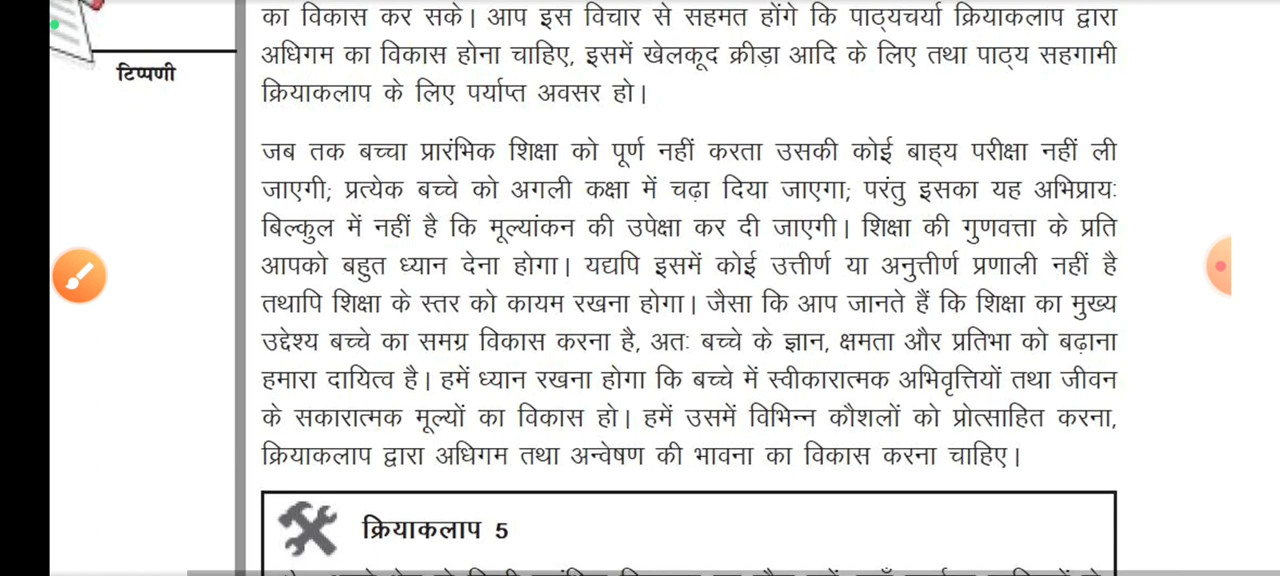 का विकास कर सके। आप इस विचार से सहमत होंगे कि पाठ्यचर्या क्रियाकलाप द्वारा
अधिगम का विकास होना चाहिए, इसमें खेलकूद क्रीड़ा आदि के लिए तथा पाठ्य सहगामी
टिप्पणी
क्रियाकलाप के लिए पर्याप्त अवसर हो।
जब तक बच्चा प्रारंभिक शिक्षा को पूर्ण नहीं करता उसकी कोई बाह्य परीक्षा नहीं ली
जाएगी; प्रत्येक बच्चे को अगली कक्षा में चढ़ा दिया जाएगा; परंतु इसका यह अभिप्रायः
बिल्कुल में नहीं है कि मूल्यांकन की उपेक्षा कर दी जाएगी। शिक्षा की गुणवत्ता के प्रति
आपको बहुत ध्यान देना होगा। यद्यपि इसमें कोई उत्तीर्ण या अनुत्तीर्ण प्रणाली नहीं है
तथापि शिक्षा के स्तर को कायम रखना होगा। जैसा कि आप जानते हैं कि शिक्षा का मुख्य
उद्देश्य बच्चे का समग्र विकास करना है, अतः बच्चे के ज्ञान, क्षमता और प्रतिभा को बढ़ाना
हमारा दायित्व है। हमें ध्यान रखना होगा कि बच्चे में स्वीकारात्मक अभिवृत्तियों तथा जीवन
के सकारात्मक मूल्यों का विकास हो। हमें उसमें विभिन्न कौशलों को प्रोत्साहित करना,
क्रियाकलाप द्वारा अधिगम तथा अन्वेषण की भावना का विकास करना चाहिए।
क्रियाकलाप 5